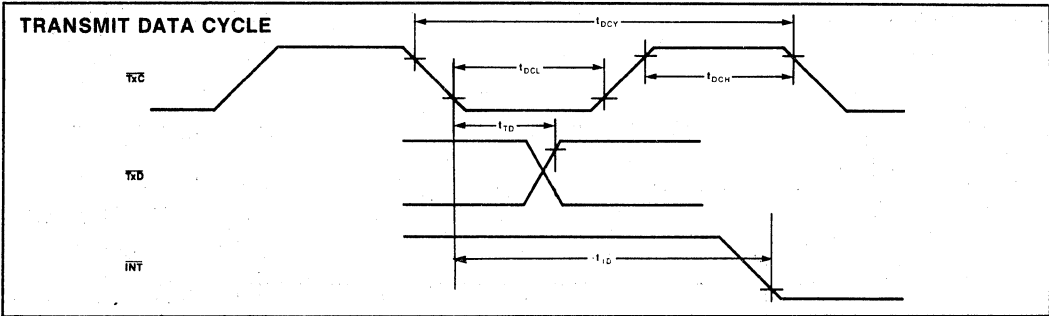 TRANSMIT DATA CYCLE
tDCY
TxC
tDCL
tDCH
tTD
TxD
tID
INT